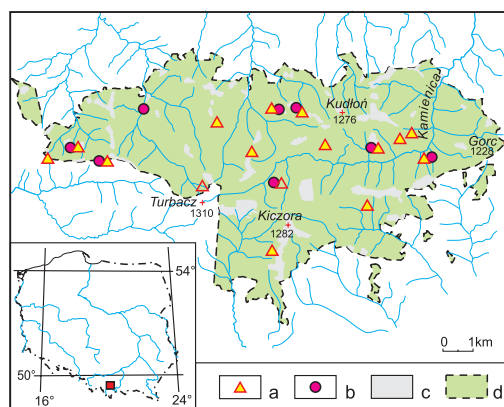 Kudłoń
1276
Kamienica
Gorc
1228
Turbacz
1310
Kiczora
1282
0 1km
54°
50°
16°
24°
a
b
c
d